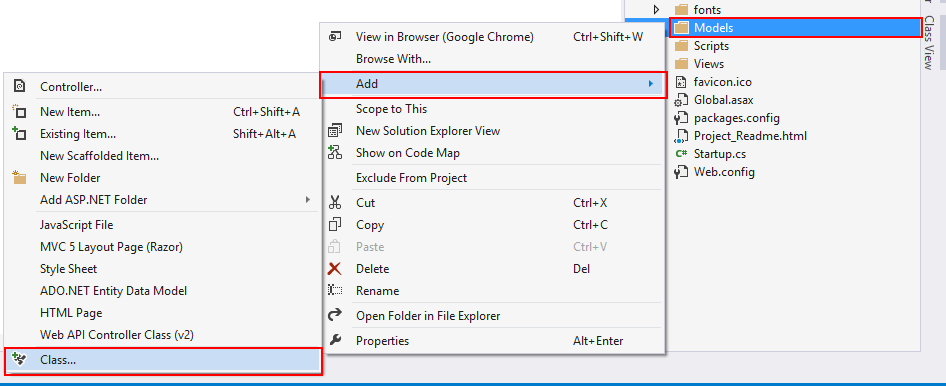 Controller...
New Item... Ctrl+Shift+A
Existing Item... Shift+Alt+A
New Scaffolded Item...
New Folder
Add ASP.NET Folder
JavaScript File
MVC 5 Layout Page (Razor)
Style Sheet
ADO.NET Entity Data Model
HTML Page
Web API Controller Class (v2)
Class...
View in Browser (Google Chrome) Ctrl+Shift+W
Browse With...
Add
Scope to This
New Solution Explorer View
Show on Code Map
Exclude From Project
Cut Ctrl+X
Copy Ctrl+C
Paste Ctrl+V
Delete Del
Rename
Open Folder in File Explorer
Properties Alt+Enter
fonts
Models
Scripts
Views
favicon.ico
Global.asax
packages.config
Project_Readme.html
Startup.cs
Web.config
Class View